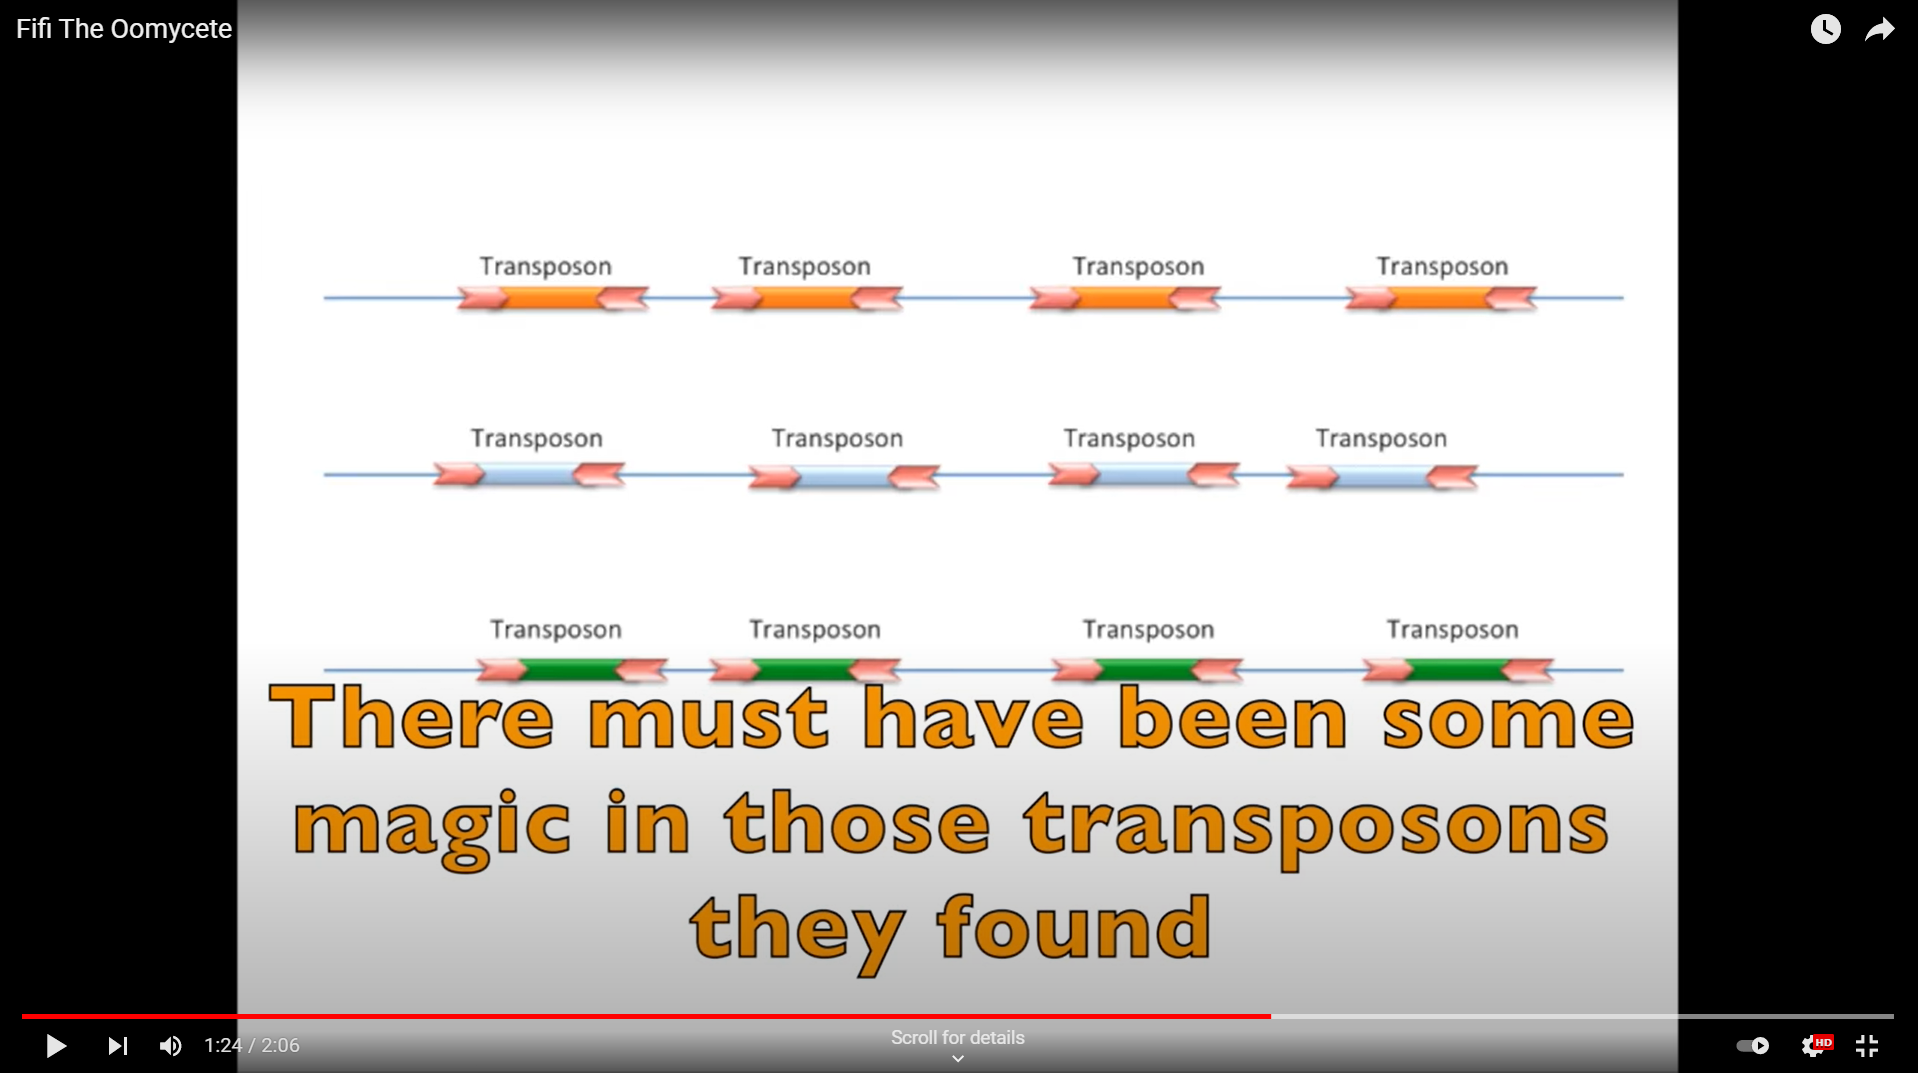 Fifi The Oomycete
Transposon Transposon Transposon Transposon
Transposon Transposon Transposon Transposon
Transposon Transposon Transposon Transposon
There must have been some
magic in those transposons
they found
1:24 / 2:06
Scroll for details
HD